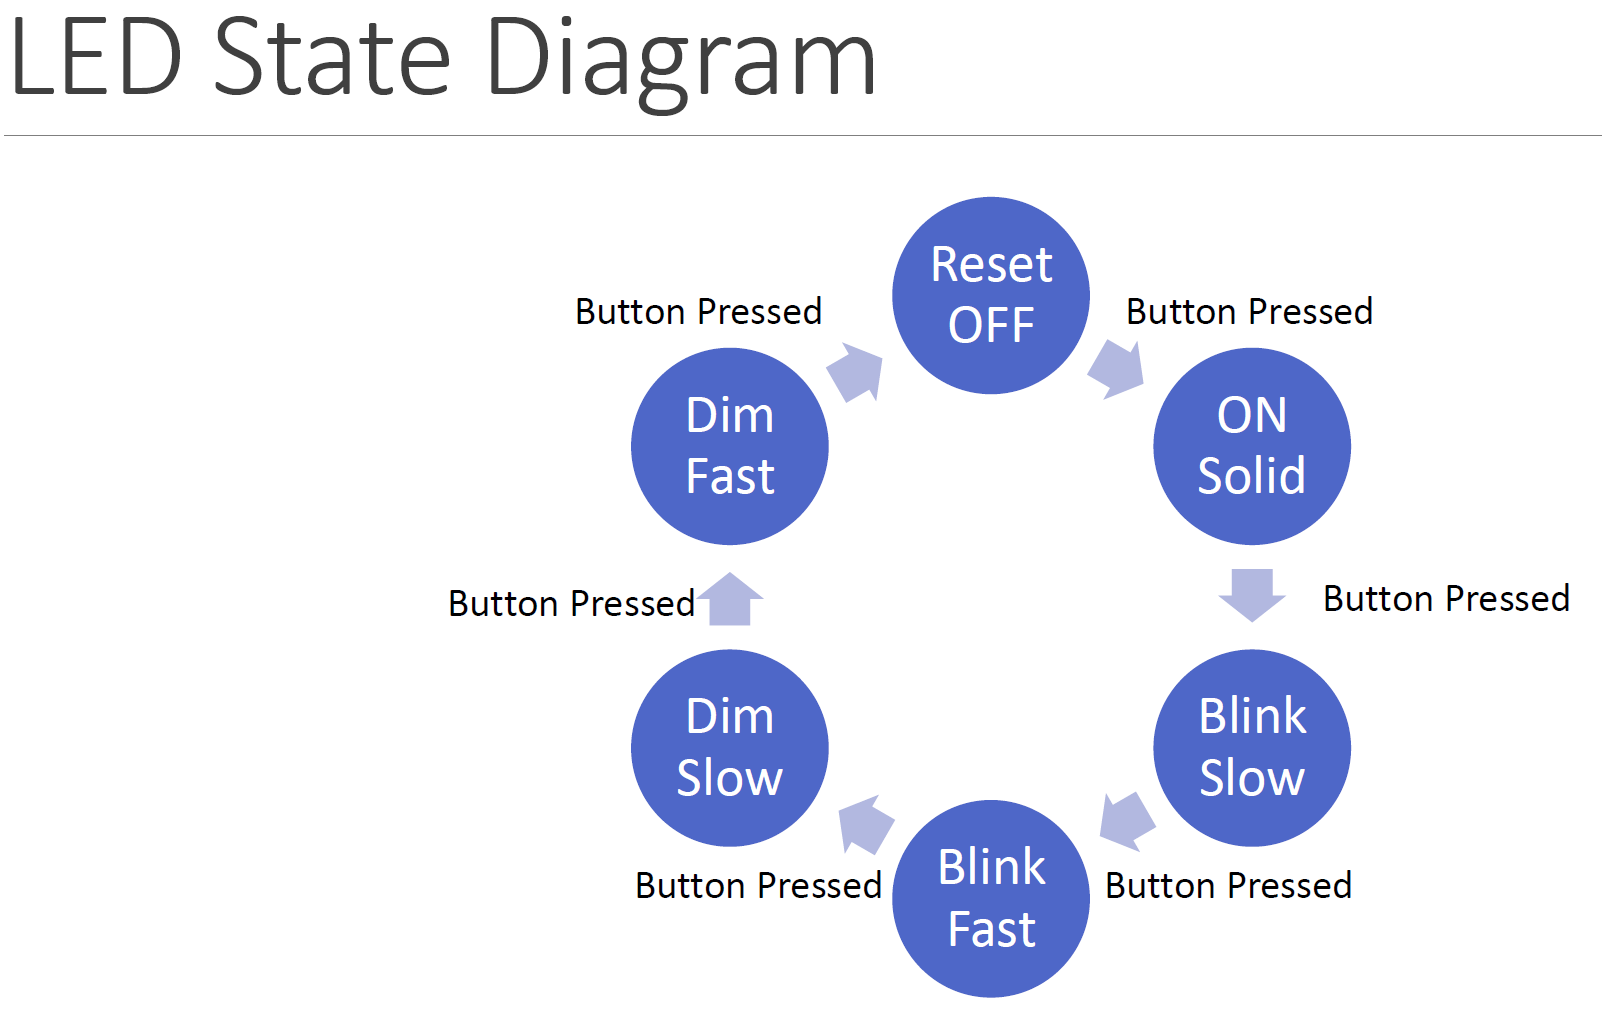 LED State Diagram
Reset
OFF
Button Pressed
Button Pressed
Dim
Fast
ON
Solid
Button Pressed
Button Pressed
Dim
Slow
Blink
Slow
Button Pressed
Blink
Fast
Button Pressed